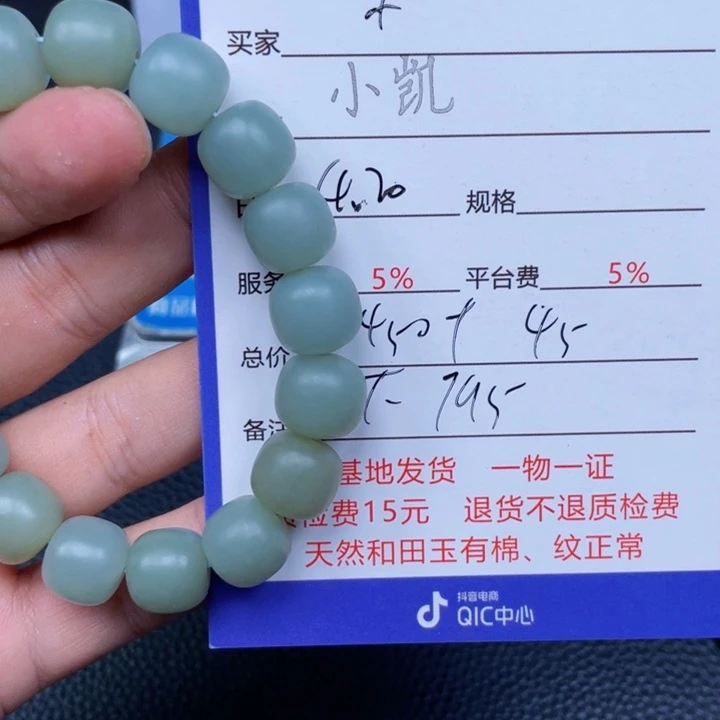 买家
小凯
4.20 规格
服务 5% 平台费 5%
总价 450+ 45
备注 795
基地发货 一物一证
检费15元 退货不退质检费
天然和田玉有棉、纹正常
抖音电商
QIC中心